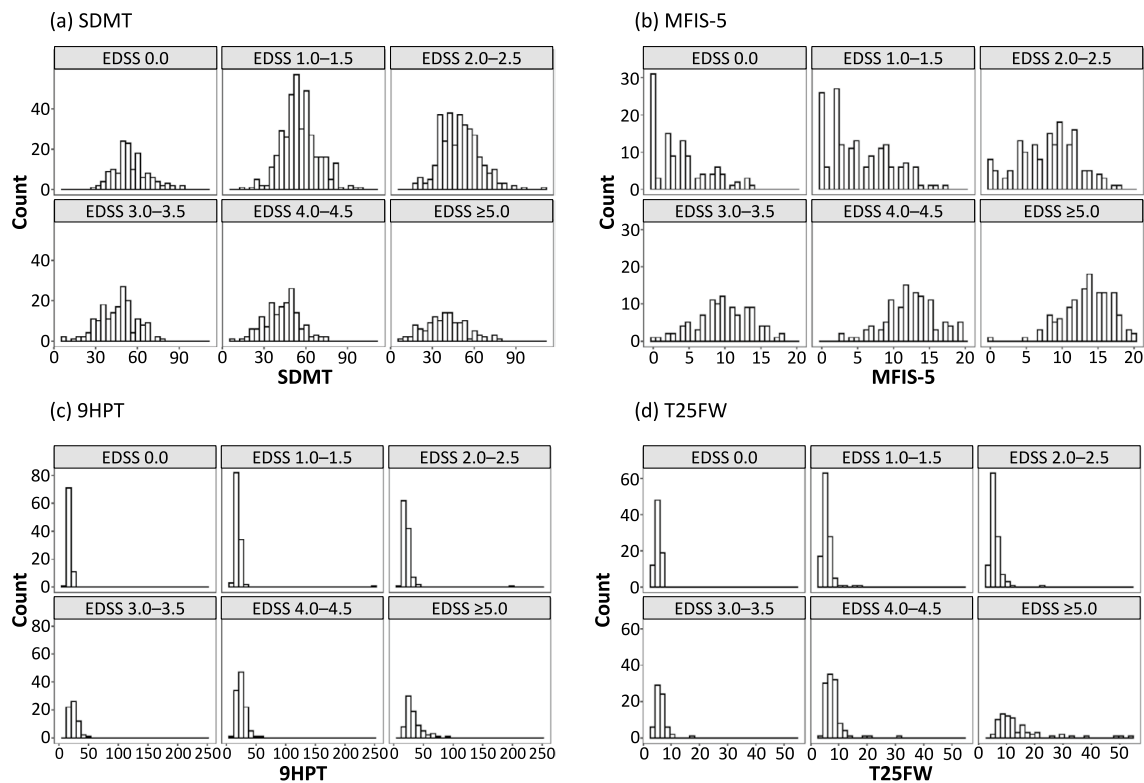 (a) SDMT
EDSS 0.0 EDSS 1.0–1.5 EDSS 2.0–2.5
40
20
0
Count
EDSS 3.0–3.5 EDSS 4.0–4.5 EDSS ≥5.0
40
20
0
30 60 90 30 60 90 30 60 90
SDMT
(b) MFIS-5
EDSS 0.0 EDSS 1.0–1.5 EDSS 2.0–2.5
30
20
10
0
Count
EDSS 3.0–3.5 EDSS 4.0–4.5 EDSS ≥5.0
30
20
10
0
0 5 10 15 20 0 5 10 15 20 0 5 10 15 20
MFIS-5
(c) 9HPT
EDSS 0.0 EDSS 1.0–1.5 EDSS 2.0–2.5
80
60
40
20
0
Count
EDSS 3.0–3.5 EDSS 4.0–4.5 EDSS ≥5.0
80
60
40
20
0
0 50 100 150 200 250 0 50 100 150 200 250 0 50 100 150 200 250
9HPT
(d) T25FW
EDSS 0.0 EDSS 1.0–1.5 EDSS 2.0–2.5
60
40
20
0
Count
EDSS 3.0–3.5 EDSS 4.0–4.5 EDSS ≥5.0
60
40
20
0
0 10 20 30 40 50 0 10 20 30 40 50 0 10 20 30 40 50
T25FW